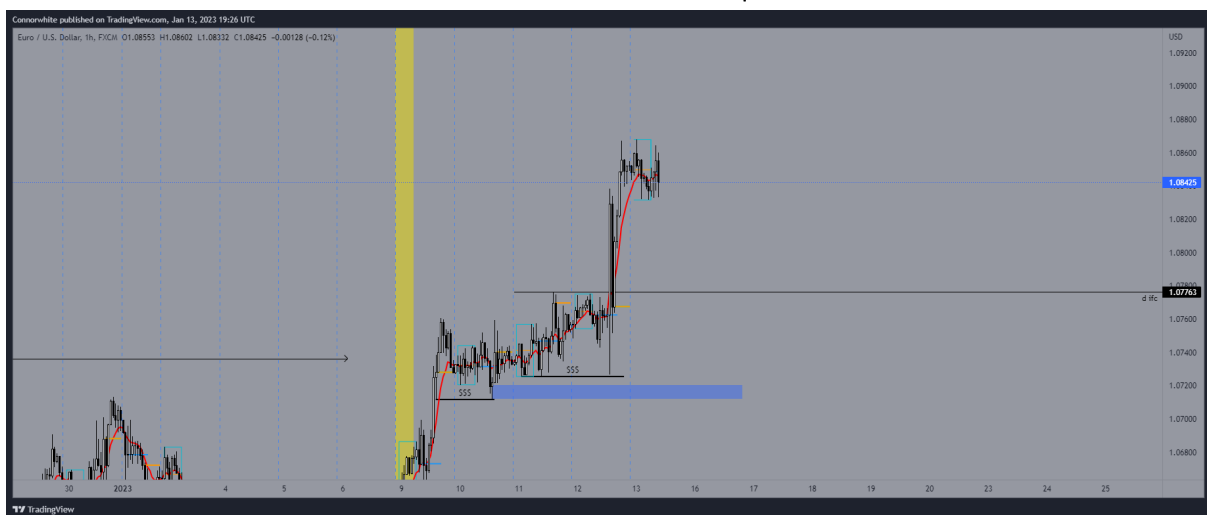 Connorwhite published on TradingView.com, Jan 13, 2023 19:26 UTC
Euro / U.S. Dollar, 1h, FXCM O1.08553 H1.08602 L1.08332 C1.08425 -0.00128 (-0.12%)
USD
1.09200
1.09000
1.08800
1.08600
1.08425
1.08200
1.08000
1.07763
d ifc
1.07600
1.07400
$$$
1.07200
$$$
1.07000
1.06800
30 2023 4 5 6 9 10 11 12 13 16 17 18 19 20 23 24 25
TradingView